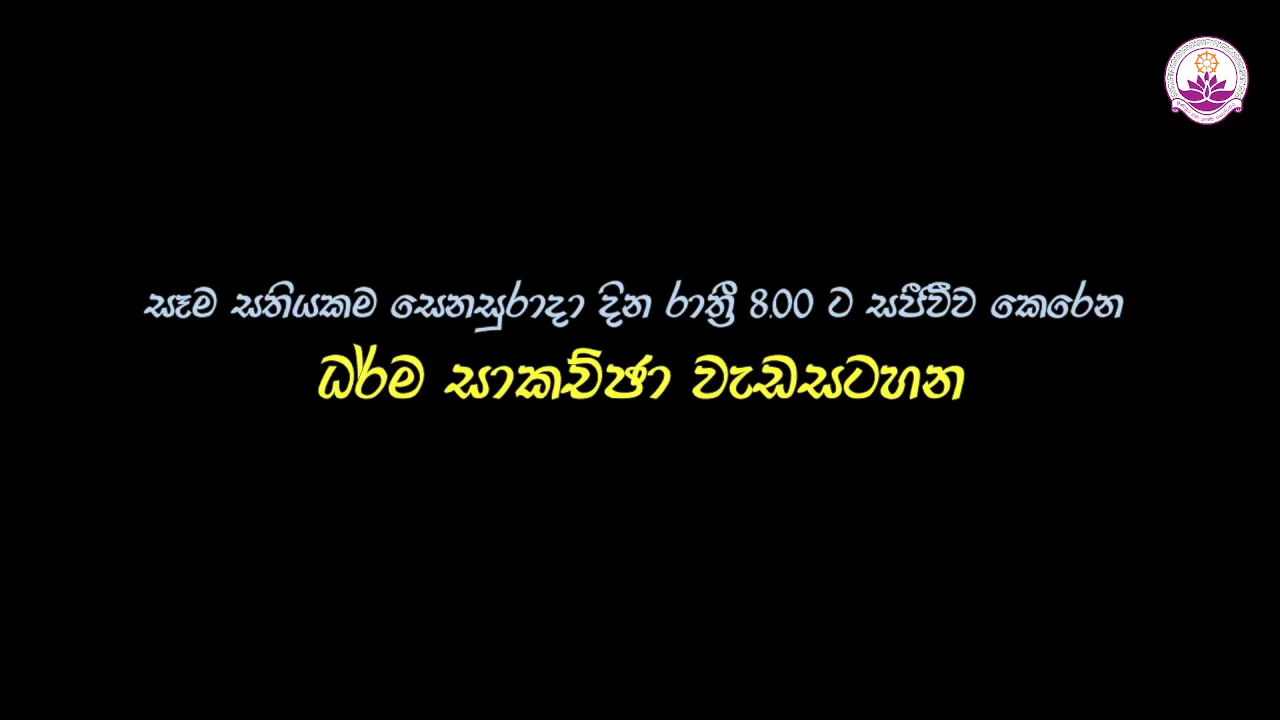 සෑම සතියකම සෙනසුරාදා දින රාත්‍රී 8.00 ට සජීවීව කෙරෙන
ධර්ම සාකච්ඡා වැඩසටහන